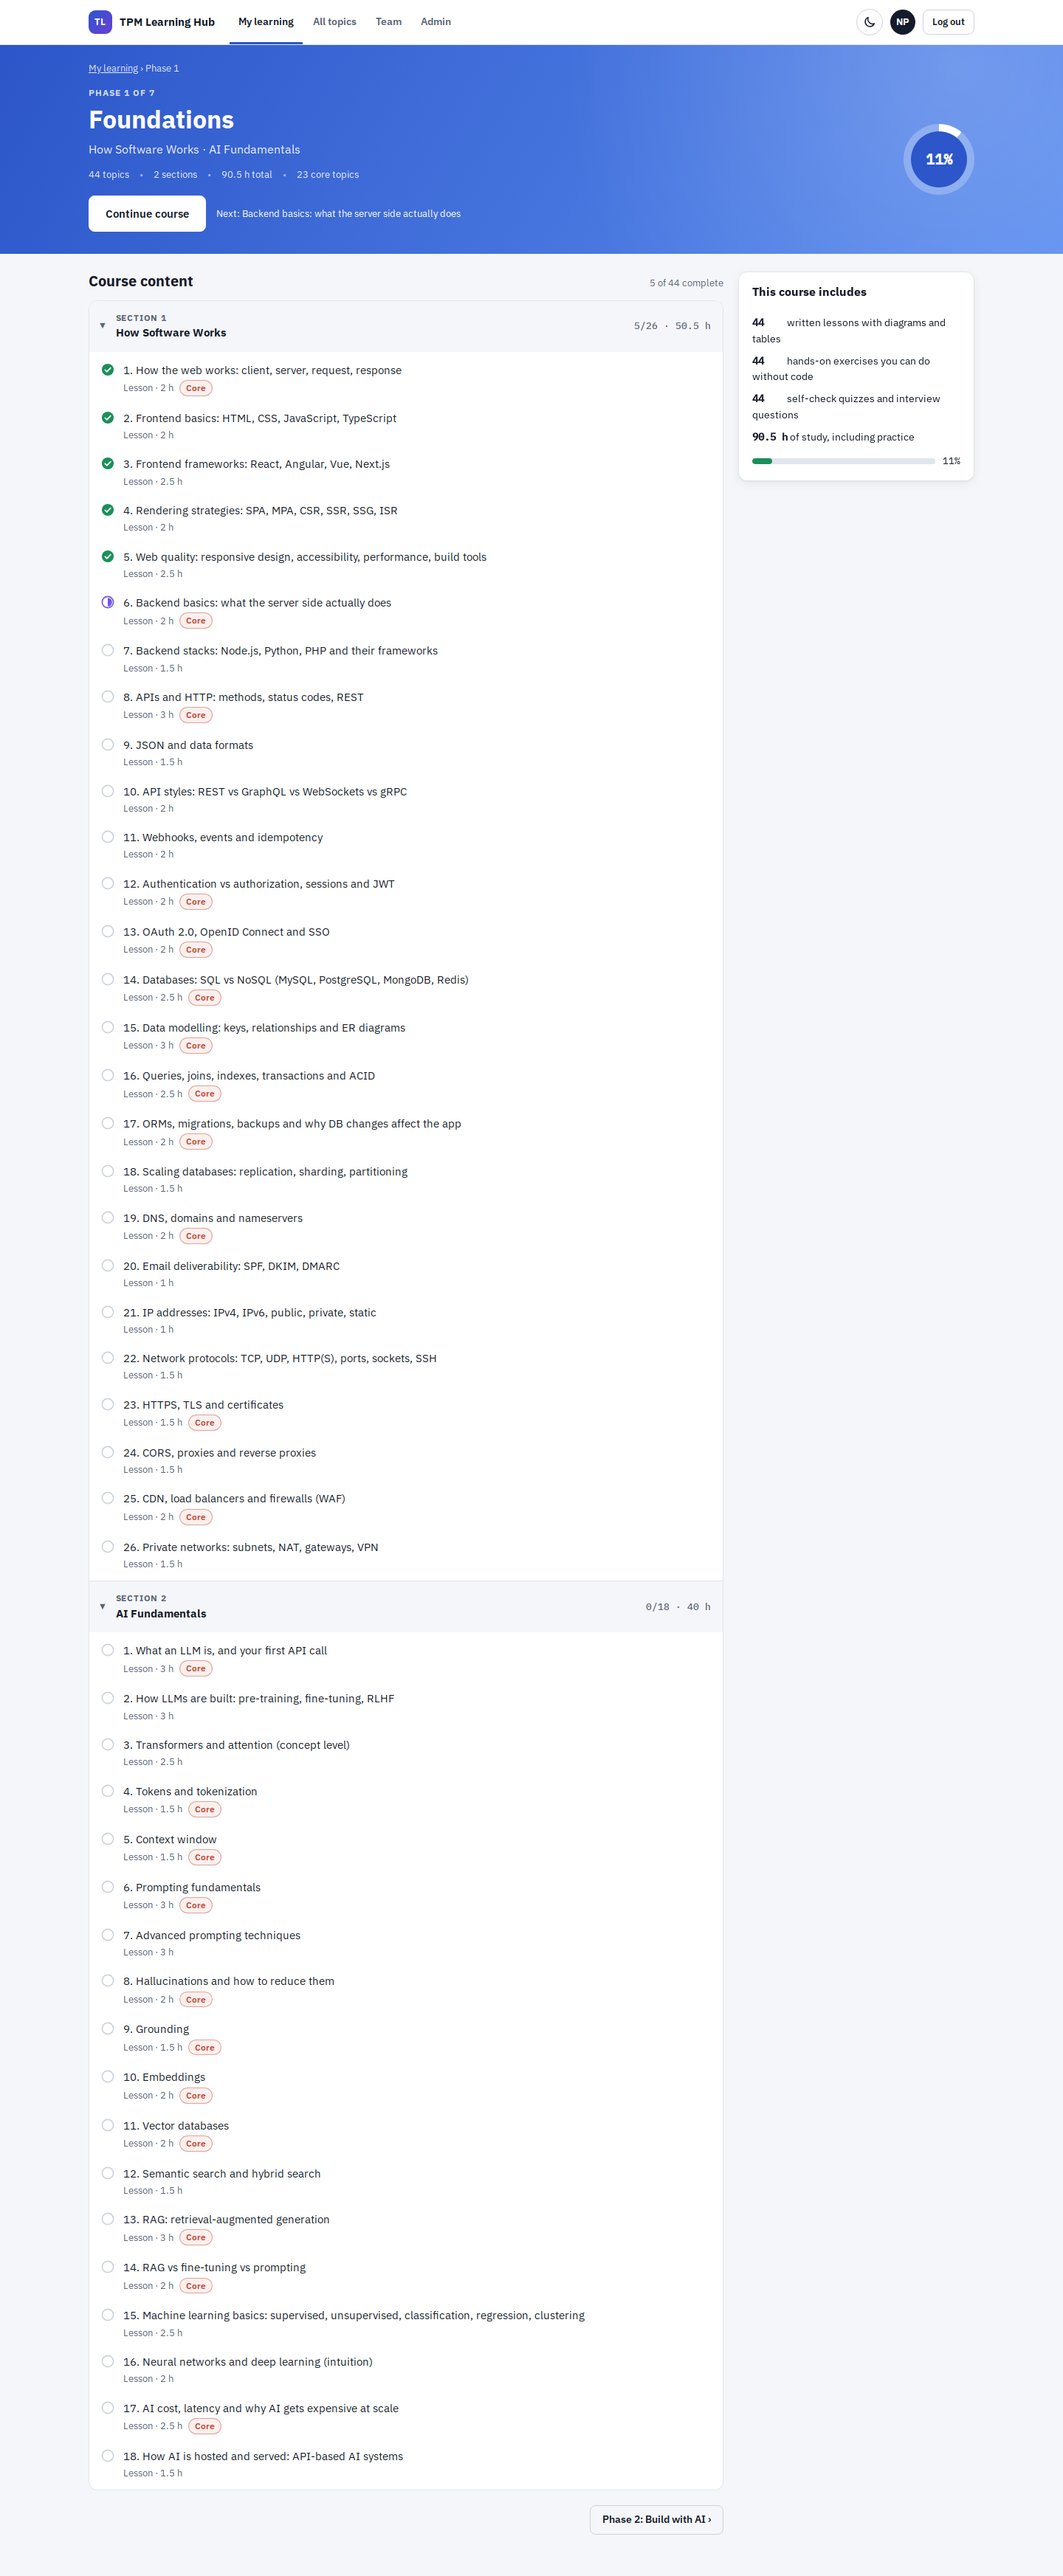 TL TPM Learning Hub My learning All topics Team Admin NP Log out
My learning › Phase 1
PHASE 1 OF 7
Foundations
How Software Works · AI Fundamentals
44 topics • 2 sections • 90.5 h total • 23 core topics
11%
Continue course Next: Backend basics: what the server side actually does
Course content 5 of 44 complete
SECTION 1
How Software Works 5/26 · 50.5 h
1. How the web works: client, server, request, response
Lesson · 2 h Core
2. Frontend basics: HTML, CSS, JavaScript, TypeScript
Lesson · 2 h
3. Frontend frameworks: React, Angular, Vue, Next.js
Lesson · 2.5 h
4. Rendering strategies: SPA, MPA, CSR, SSR, SSG, ISR
Lesson · 2 h
5. Web quality: responsive design, accessibility, performance, build tools
Lesson · 2.5 h
6. Backend basics: what the server side actually does
Lesson · 2 h Core
7. Backend stacks: Node.js, Python, PHP and their frameworks
Lesson · 1.5 h
8. APIs and HTTP: methods, status codes, REST
Lesson · 3 h Core
9. JSON and data formats
Lesson · 1.5 h
10. API styles: REST vs GraphQL vs WebSockets vs gRPC
Lesson · 2 h
11. Webhooks, events and idempotency
Lesson · 2 h
12. Authentication vs authorization, sessions and JWT
Lesson · 2 h Core
13. OAuth 2.0, OpenID Connect and SSO
Lesson · 2 h Core
14. Databases: SQL vs NoSQL (MySQL, PostgreSQL, MongoDB, Redis)
Lesson · 2.5 h Core
15. Data modelling: keys, relationships and ER diagrams
Lesson · 3 h Core
16. Queries, joins, indexes, transactions and ACID
Lesson · 2.5 h Core
17. ORMs, migrations, backups and why DB changes affect the app
Lesson · 2 h Core
18. Scaling databases: replication, sharding, partitioning
Lesson · 1.5 h
19. DNS, domains and nameservers
Lesson · 2 h Core
20. Email deliverability: SPF, DKIM, DMARC
Lesson · 1 h
21. IP addresses: IPv4, IPv6, public, private, static
Lesson · 1 h
22. Network protocols: TCP, UDP, HTTP(S), ports, sockets, SSH
Lesson · 1.5 h
23. HTTPS, TLS and certificates
Lesson · 1.5 h Core
24. CORS, proxies and reverse proxies
Lesson · 1.5 h
25. CDN, load balancers and firewalls (WAF)
Lesson · 2 h Core
26. Private networks: subnets, NAT, gateways, VPN
Lesson · 1.5 h
SECTION 2
AI Fundamentals 0/18 · 40 h
1. What an LLM is, and your first API call
Lesson · 3 h Core
2. How LLMs are built: pre-training, fine-tuning, RLHF
Lesson · 3 h
3. Transformers and attention (concept level)
Lesson · 2.5 h
4. Tokens and tokenization
Lesson · 1.5 h Core
5. Context window
Lesson · 1.5 h Core
6. Prompting fundamentals
Lesson · 3 h Core
7. Advanced prompting techniques
Lesson · 3 h
8. Hallucinations and how to reduce them
Lesson · 2 h Core
9. Grounding
Lesson · 1.5 h Core
10. Embeddings
Lesson · 2 h Core
11. Vector databases
Lesson · 2 h Core
12. Semantic search and hybrid search
Lesson · 1.5 h
13. RAG: retrieval-augmented generation
Lesson · 3 h Core
14. RAG vs fine-tuning vs prompting
Lesson · 2 h Core
15. Machine learning basics: supervised, unsupervised, classification, regression, clustering
Lesson · 2.5 h
16. Neural networks and deep learning (intuition)
Lesson · 2 h
17. AI cost, latency and why AI gets expensive at scale
Lesson · 2.5 h Core
18. How AI is hosted and served: API-based AI systems
Lesson · 1.5 h
Phase 2: Build with AI ›
This course includes
44 written lessons with diagrams and
tables
44 hands-on exercises you can do
without code
44 self-check quizzes and interview
questions
90.5 h of study, including practice
11%